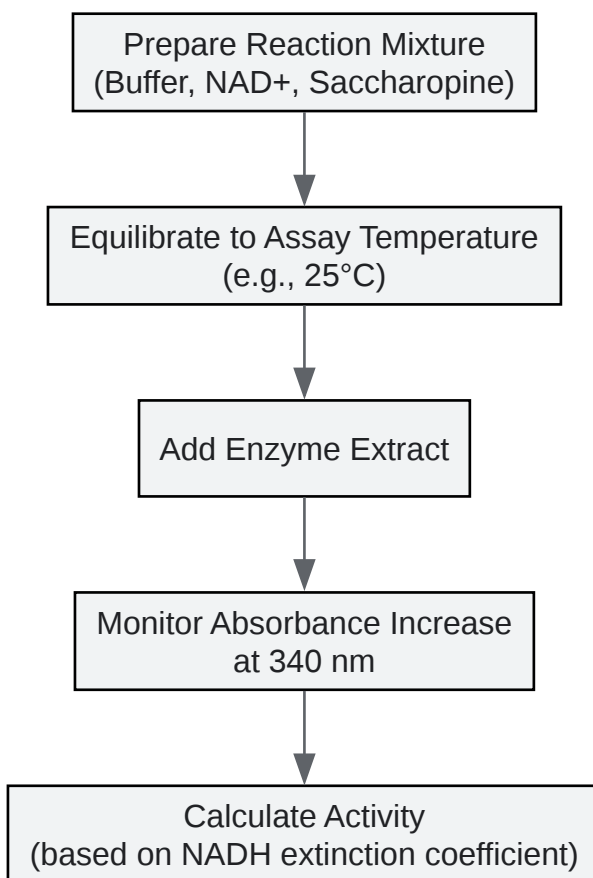 Prepare Reaction Mixture
(Buffer, NAD+, Saccharopine)
Equilibrate to Assay Temperature
(e.g., 25°C)
Add Enzyme Extract
Monitor Absorbance Increase
at 340 nm
Calculate Activity
(based on NADH extinction coefficient)